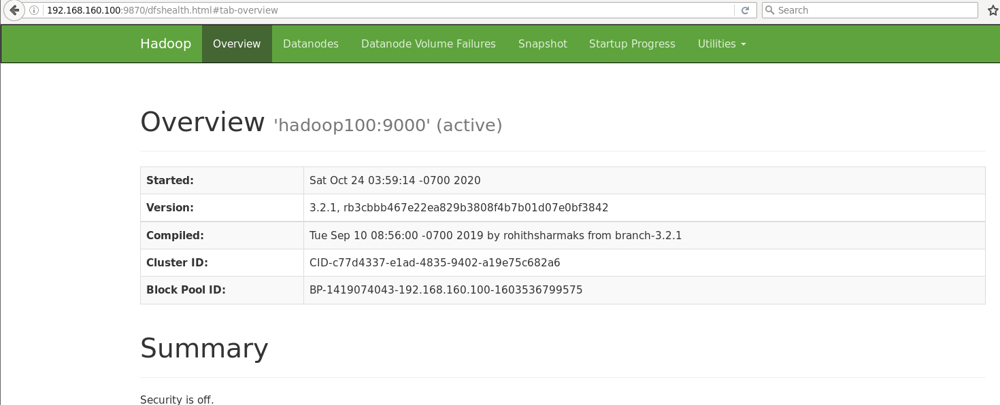 192.168.160.100:9870/dfshealth.html#tab-overview Search
Hadoop Overview Datanodes Datanode Volume Failures Snapshot Startup Progress Utilities
Overview 'hadoop100:9000' (active)
Started: Sat Oct 24 03:59:14 -0700 2020
Version: 3.2.1, rb3cbbb467e22ea829b3808f4b7b01d07e0bf3842
Compiled: Tue Sep 10 08:56:00 -0700 2019 by rohithsharmaks from branch-3.2.1
Cluster ID: CID-c77d4337-e1ad-4835-9402-a19e75c682a6
Block Pool ID: BP-1419074043-192.168.160.100-1603536799575
Summary
Security is off.